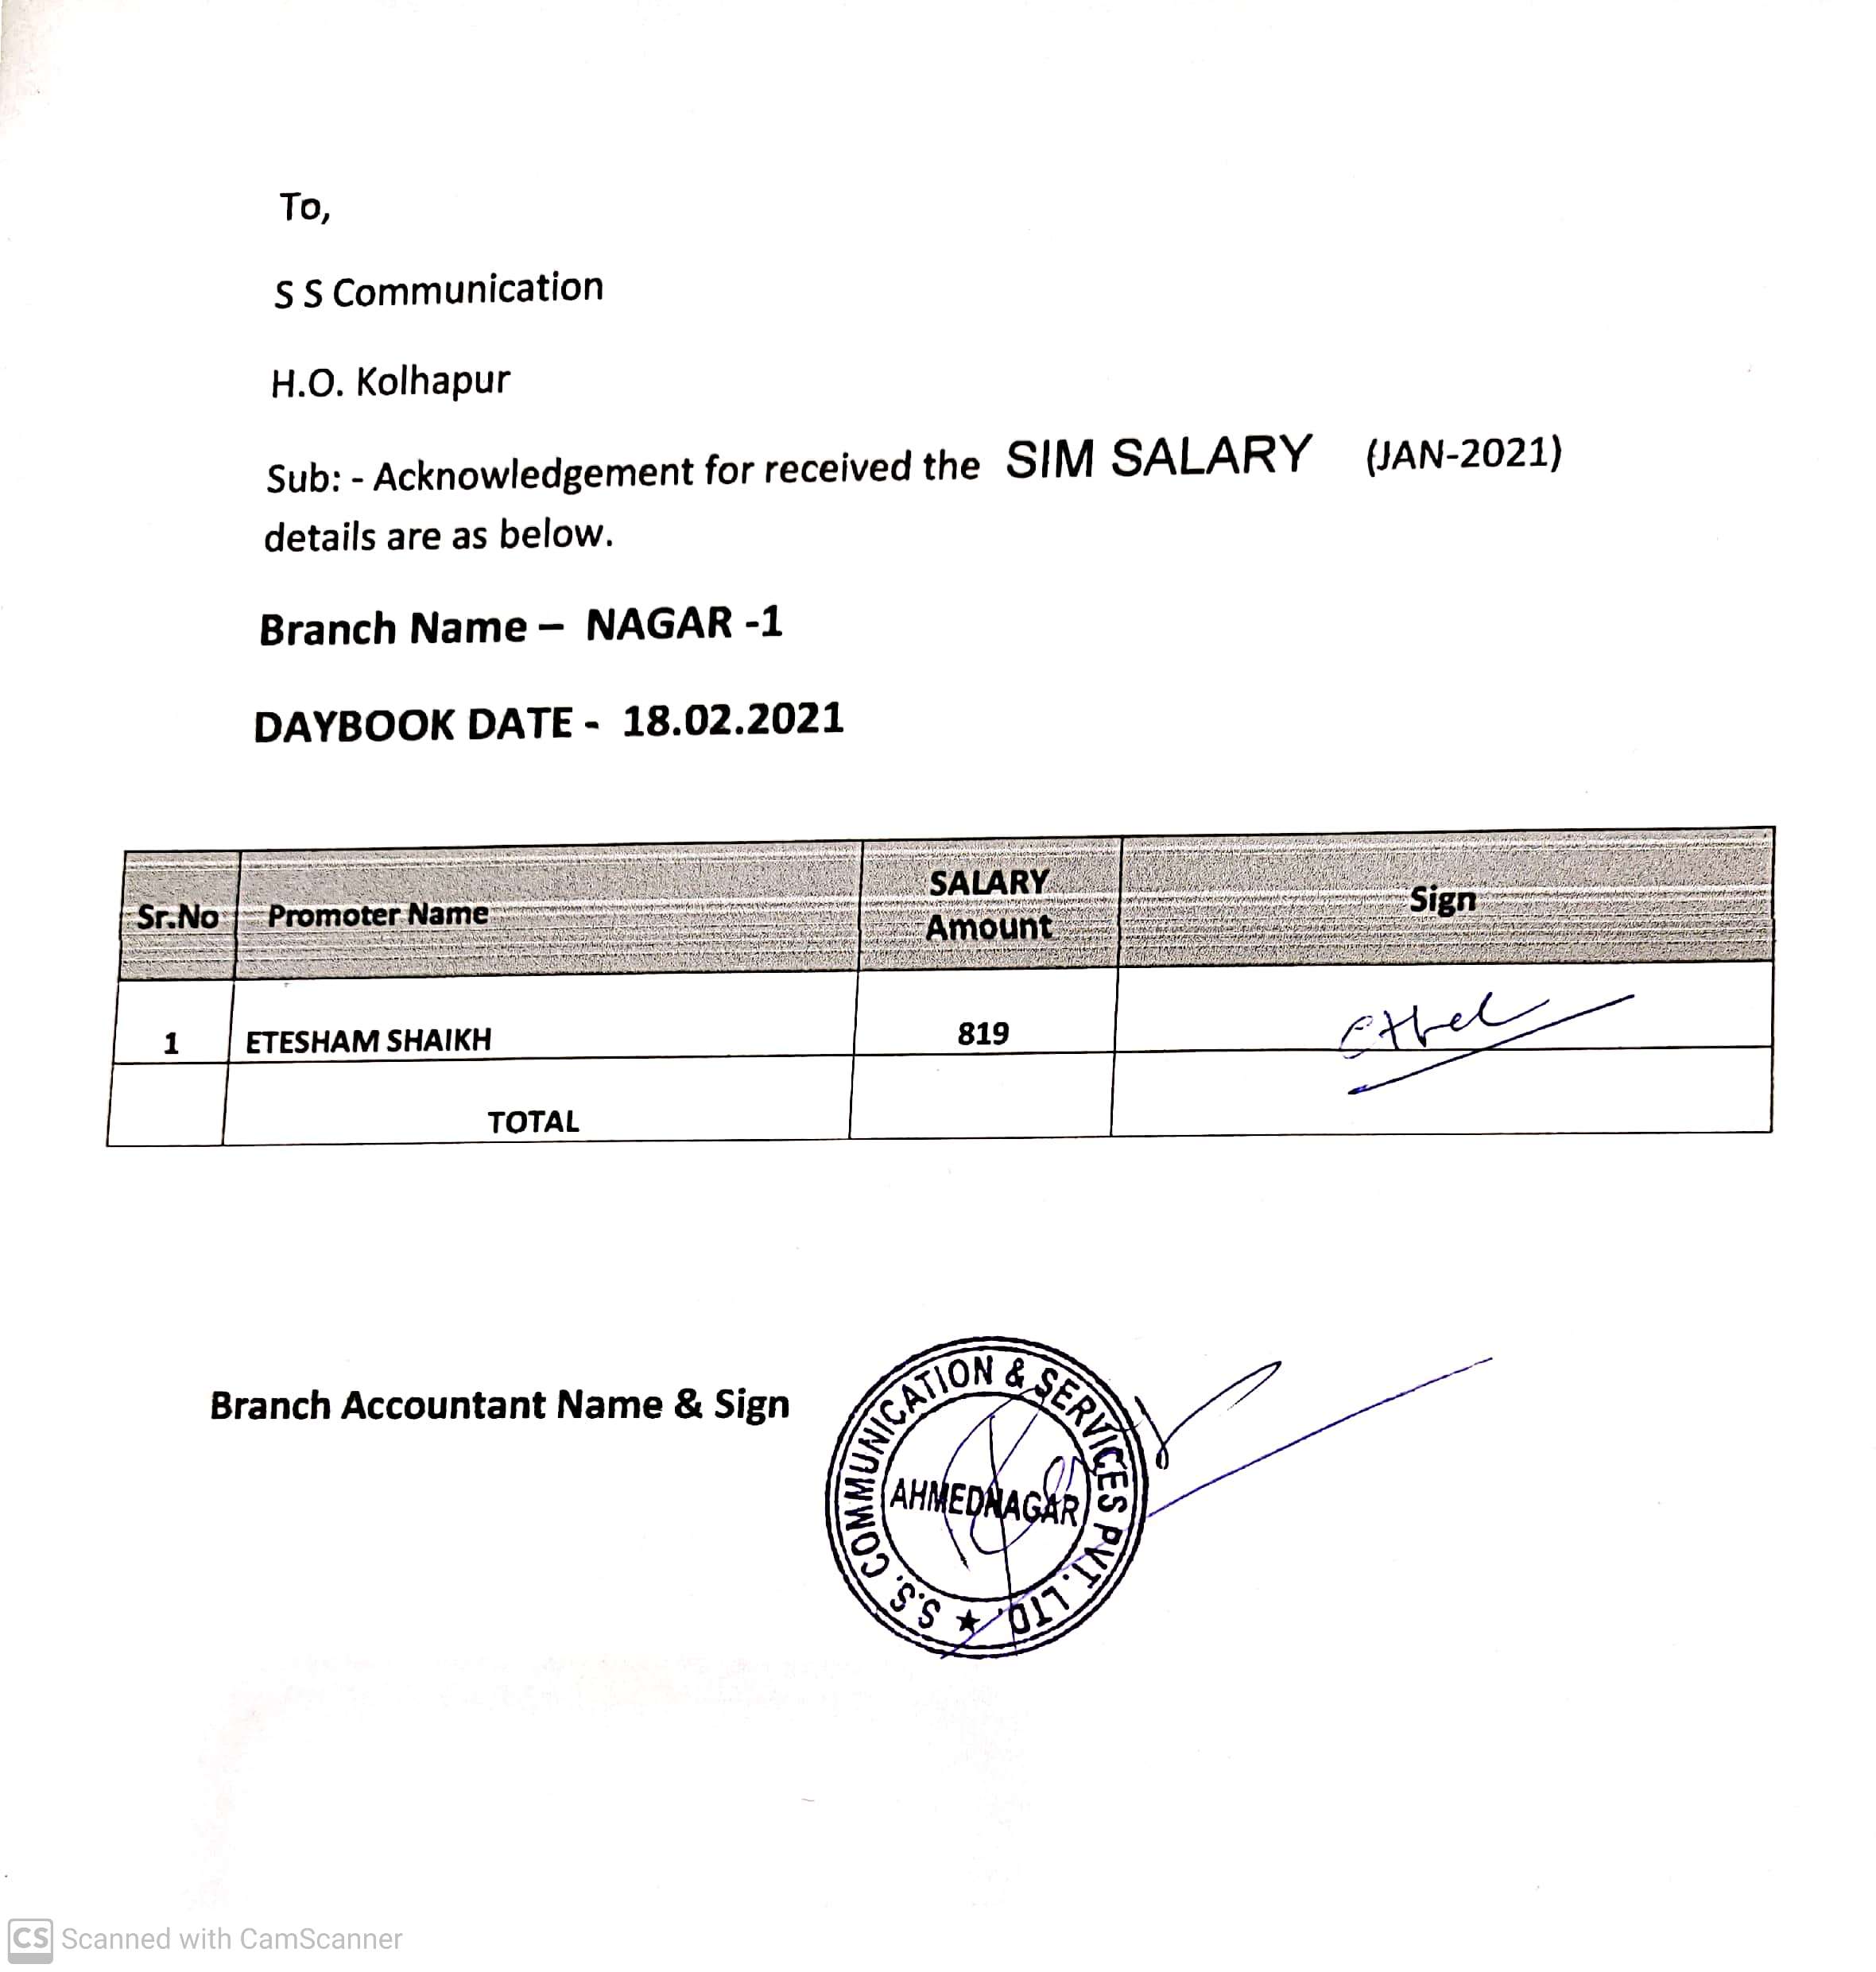 To,
S S Communication
H.O. Kolhapur
Sub: - Acknowledgement for received the SIM SALARY (JAN-2021)
details are as below.
Branch Name – NAGAR -1
DAYBOOK DATE - 18.02.2021
Sr.No Promoter Name SALARY Amount Sign
1 ETESHAM SHAIKH 819
TOTAL
Branch Accountant Name & Sign
S.S. COMMUNICATION & SERVICES PVT. LTD. ★
AHMEDNAGAR
CS Scanned with CamScanner